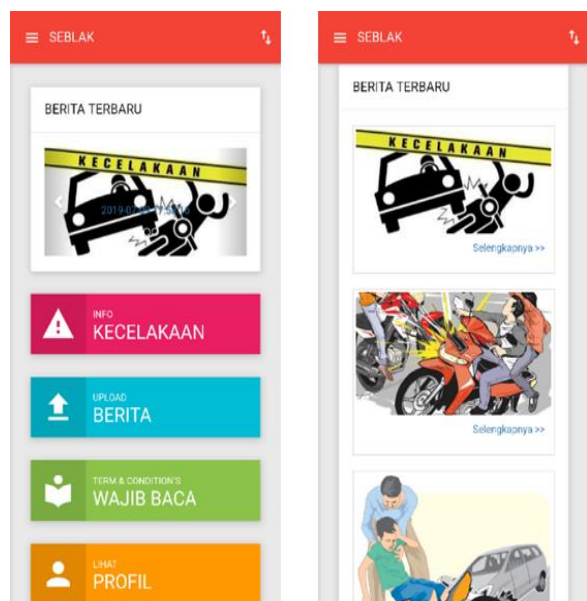 SEBLAK
BERITA TERBARU
KECELAKAAN
INFO
KECELAKAAN
UPLOAD
BERITA
TERM & CONDITION'S
WAJIB BACA
LIHAT
PROFIL
SEBLAK
BERITA TERBARU
KECELAKAAN
Selengkapnya >>
Selengkapnya >>